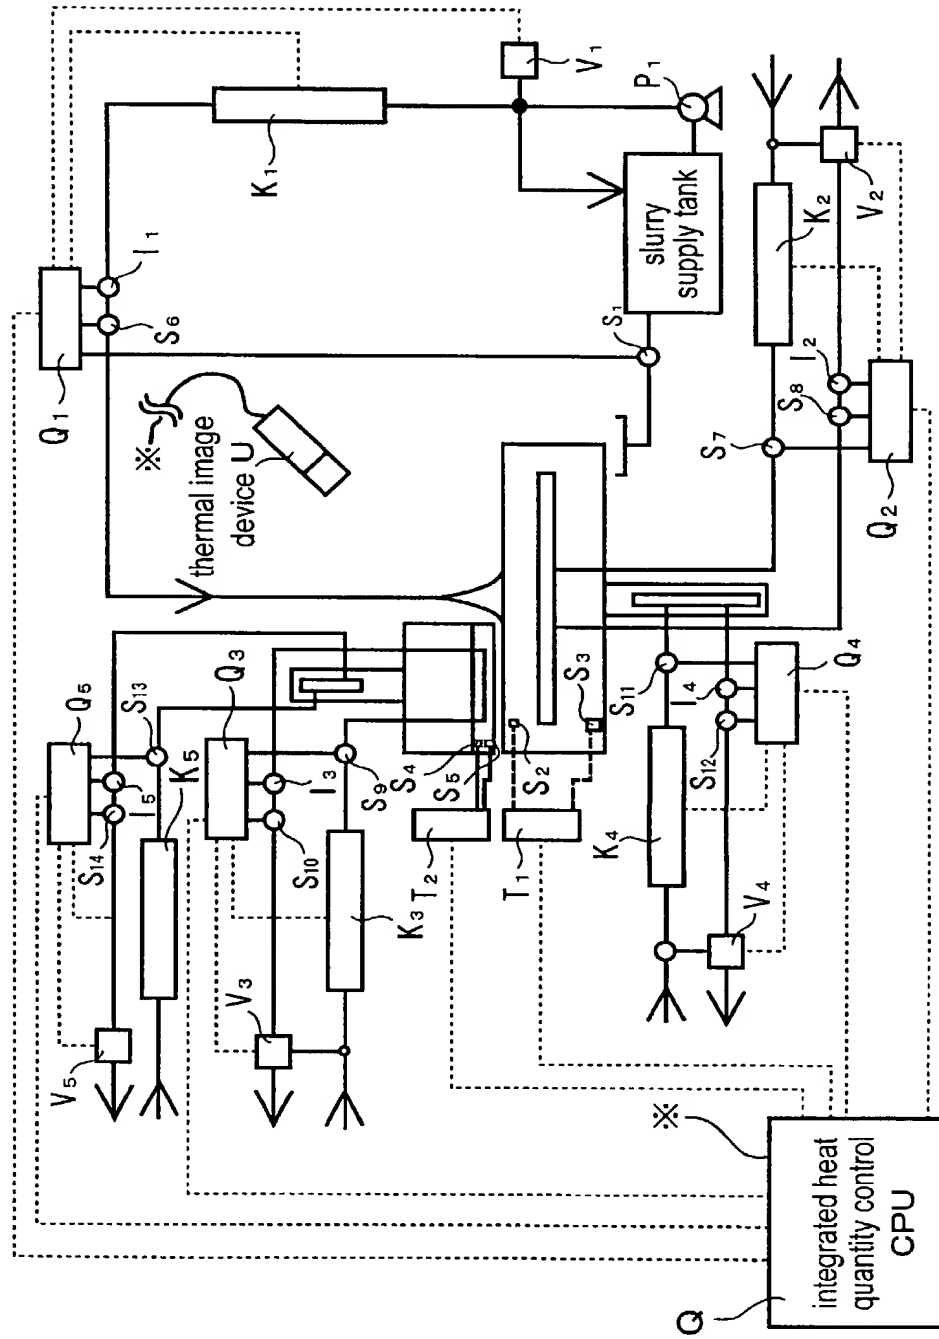 Q₁
I₁
S₆
K₁
V₁
P₁
slurry
supply tank
S₁
※
thermal image
device U
K₂
V₂
S₇
S₈
I₂
Q₂
Q₅
S₁₃
I₅
S₁₄
K₅
V₅
Q₃
I₃
S₉
S₁₀
K₃
V₃
S₄
S₅
T₂
S₂
S₃
T₁
S₁₁
I₄
S₁₂
Q₄
K₄
V₄
※
Q
integrated heat
quantity control
CPU